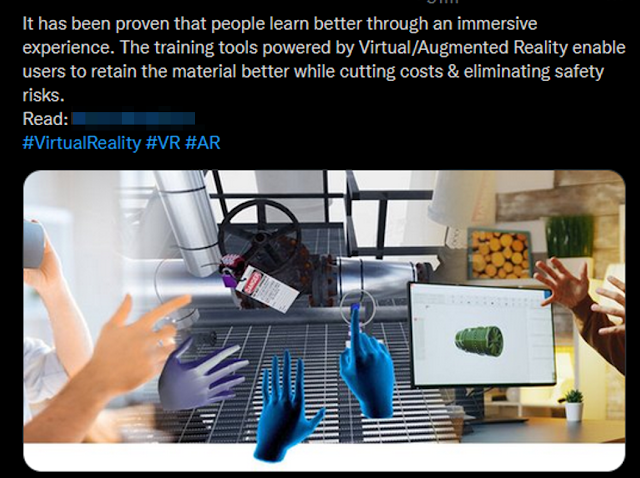 It has been proven that people learn better through an immersive
experience. The training tools powered by Virtual/Augmented Reality enable
users to retain the material better while cutting costs & eliminating safety
risks.
Read:
#VirtualReality #VR #AR
DANGER